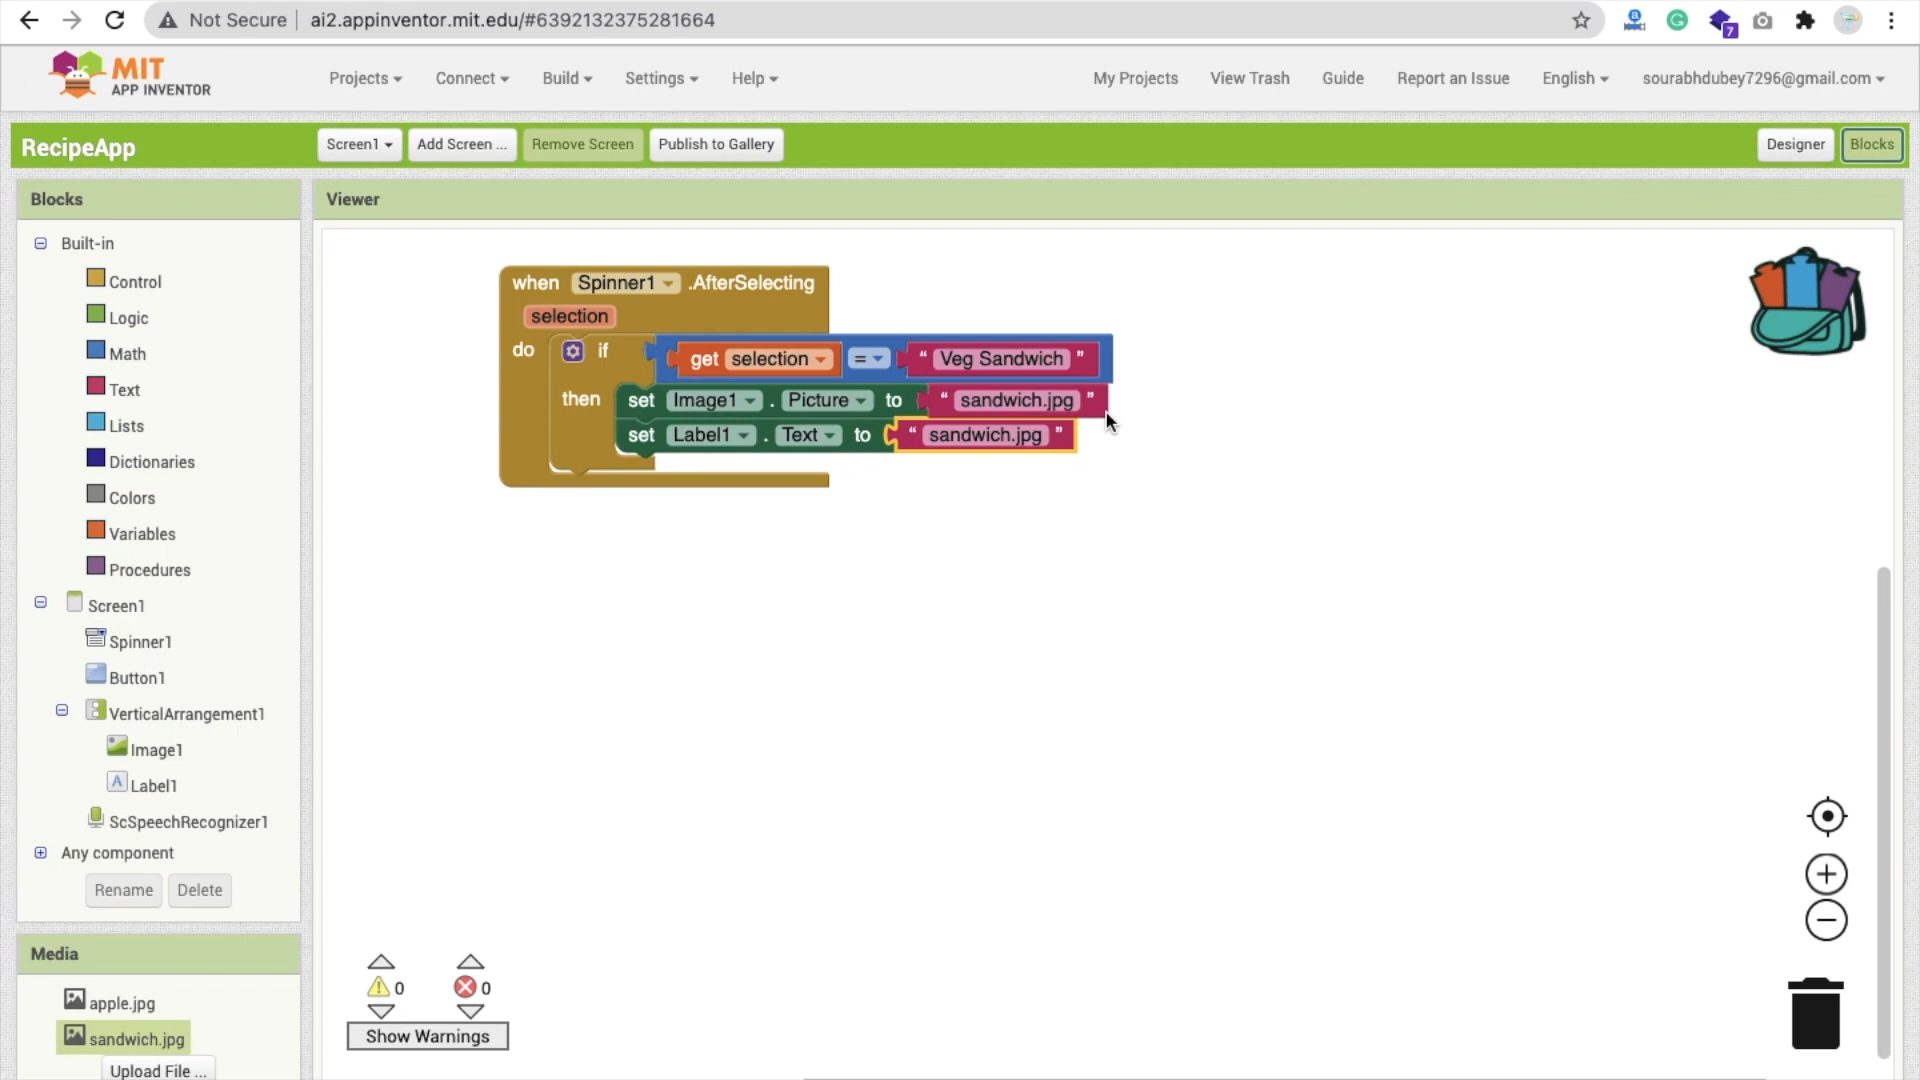 Not Secure
ai2.appinventor.mit.edu/#6392132375281664
7
MIT
APP INVENTOR
Projects
Connect
Build
Settings
Help
My Projects
View Trash
Guide
Report an Issue
English
sourabhdubey7296@gmail.com
RecipeApp
Screen1
Add Screen ...
Remove Screen
Publish to Gallery
Designer
Blocks
Blocks
Viewer
Built-in
Control
Logic
Math
Text
Lists
Dictionaries
Colors
Variables
Procedures
Screen1
Spinner1
Button1
VerticalArrangement1
Image1
A Label1
ScSpeechRecognizer1
Any component
Rename
Delete
when Spinner1 .AfterSelecting
selection
do if get selection = “ Veg Sandwich ”
then set Image1 . Picture to “ sandwich.jpg ”
set Label1 . Text to “ sandwich.jpg ”
Media
apple.jpg
sandwich.jpg
Upload File ...
0
0
Show Warnings